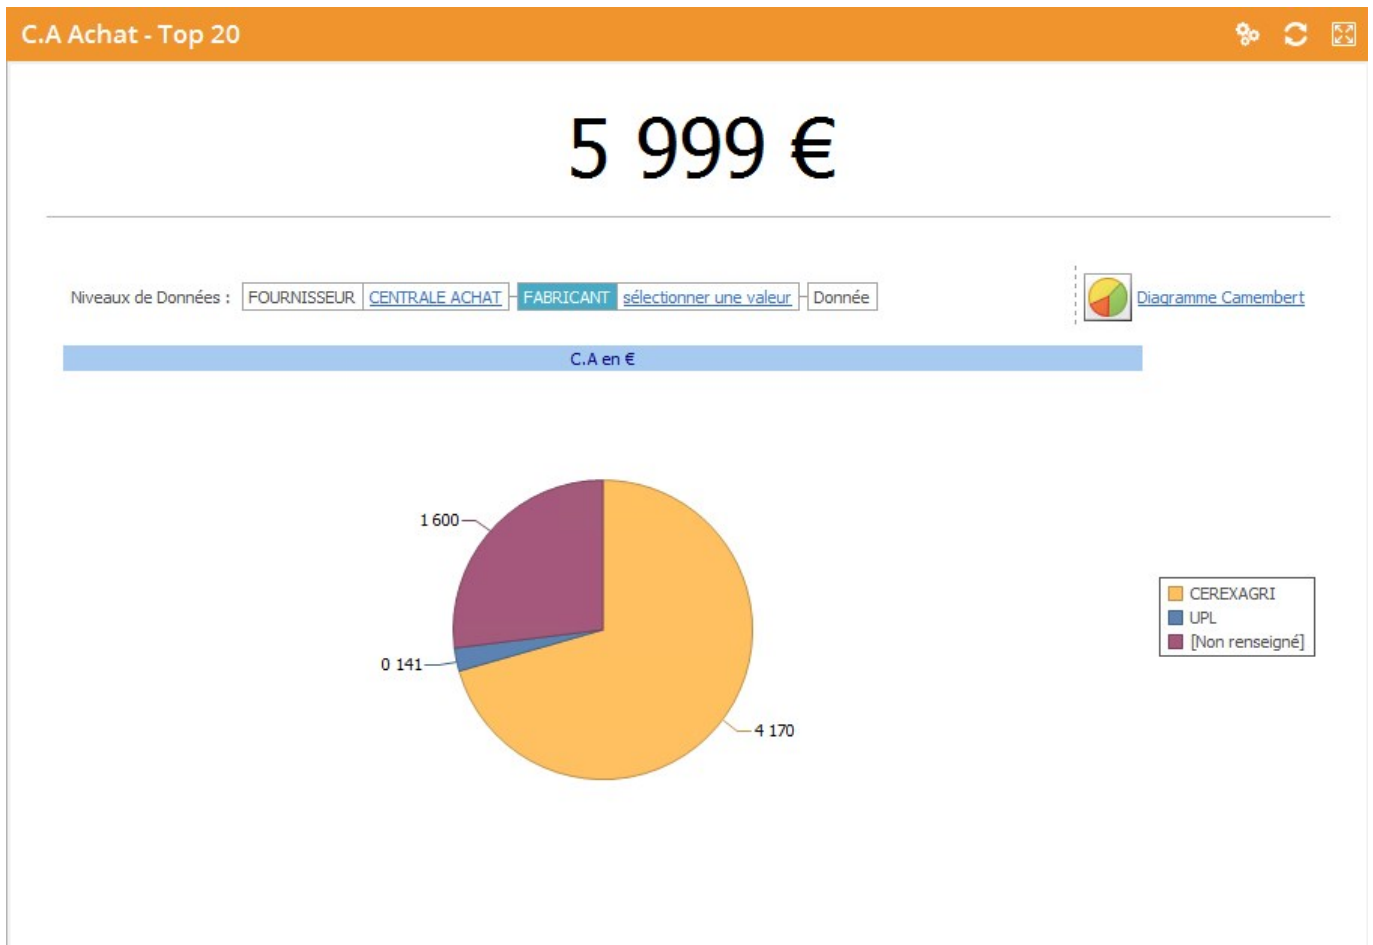 C.A Achat - Top 20
5 999 €
Niveaux de Données : FOURNISSEUR CENTRALE ACHAT FABRICANT sélectionner une valeur Donnée Diagramme Camembert
C.A en €
1 600
0 141
4 170
CEREXAGRI
UPL
[Non renseigné]